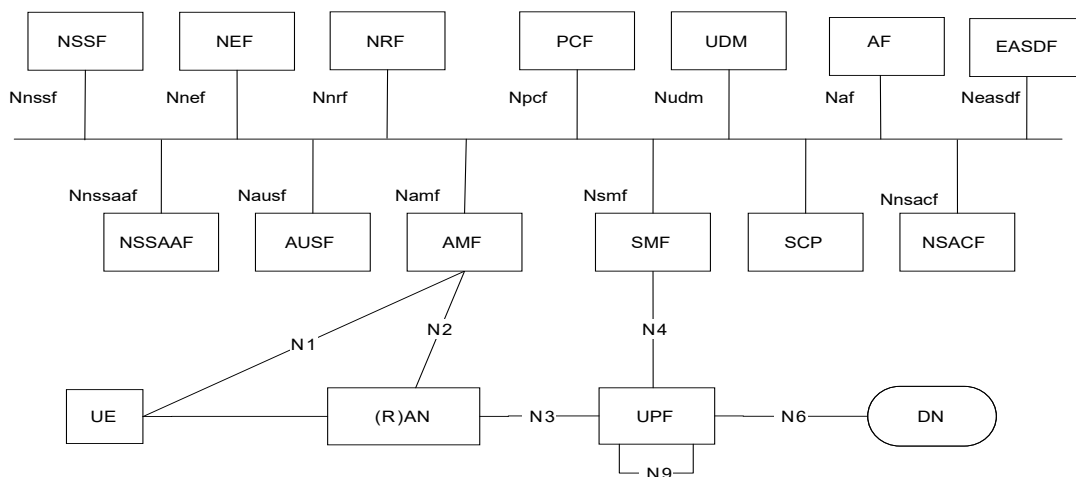 NSSF NEF NRF PCF UDM AF EASDF
Nnssf Nnef Nnrf Npcf Nudm Naf Neasdf
Nnssaaf Nausf Namf Nsmf Nnsacf
NSSAAF AUSF AMF SMF SCP NSACF
N1 N2 N4
UE (R)AN N3 UPF N6 DN
N9